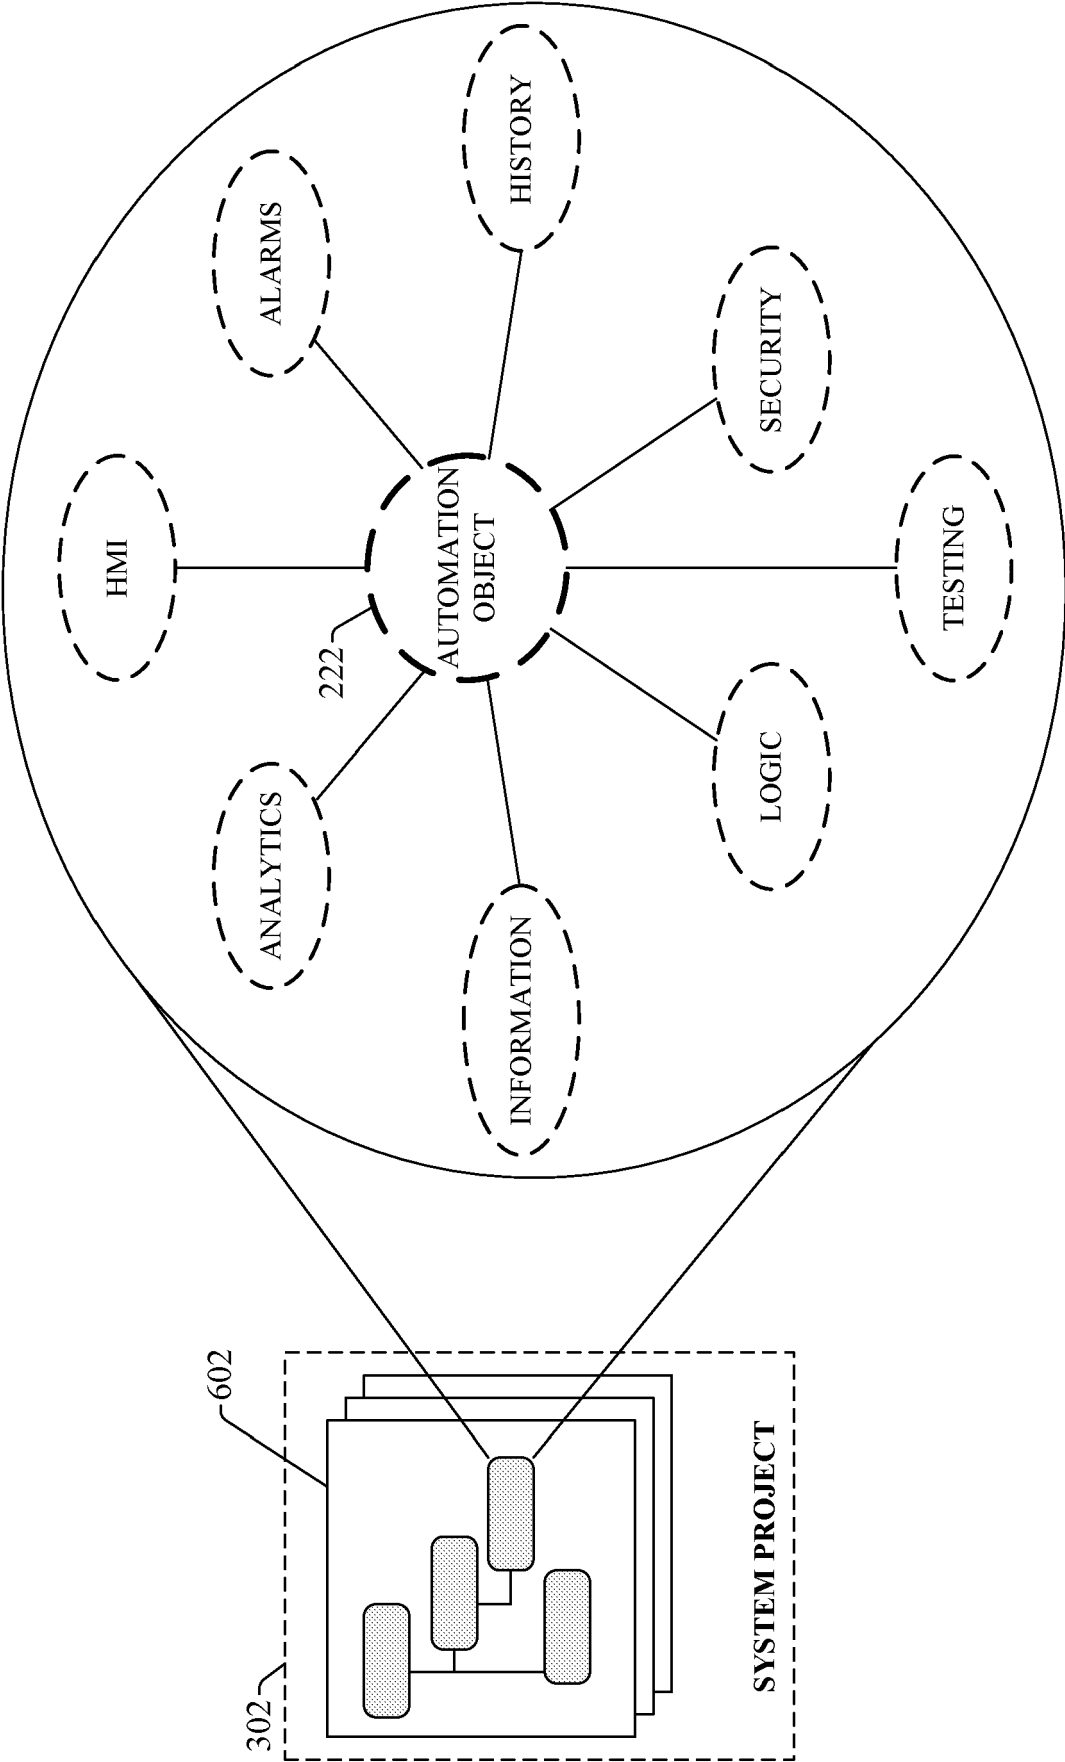 602
302
SYSTEM PROJECT
HMI
ANALYTICS
ALARMS
222
AUTOMATION
OBJECT
INFORMATION
HISTORY
LOGIC
SECURITY
TESTING